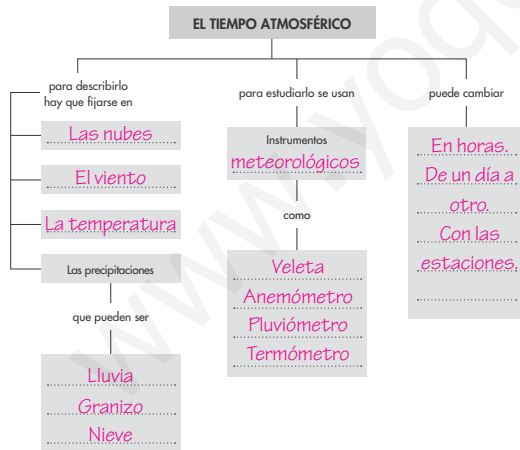 EL TIEMPO ATMOSFÉRICO
para describirlo
hay que fijarse en
Las nubes
El viento
La temperatura
Las precipitaciones
que pueden ser
Lluvia
Granizo
Nieve
para estudiarlo se usan
Instrumentos
meteorológicos
como
Veleta
Anemómetro
Pluviómetro
Termómetro
puede cambiar
En horas.
De un día a
otro.
Con las
estaciones.
www.yoq